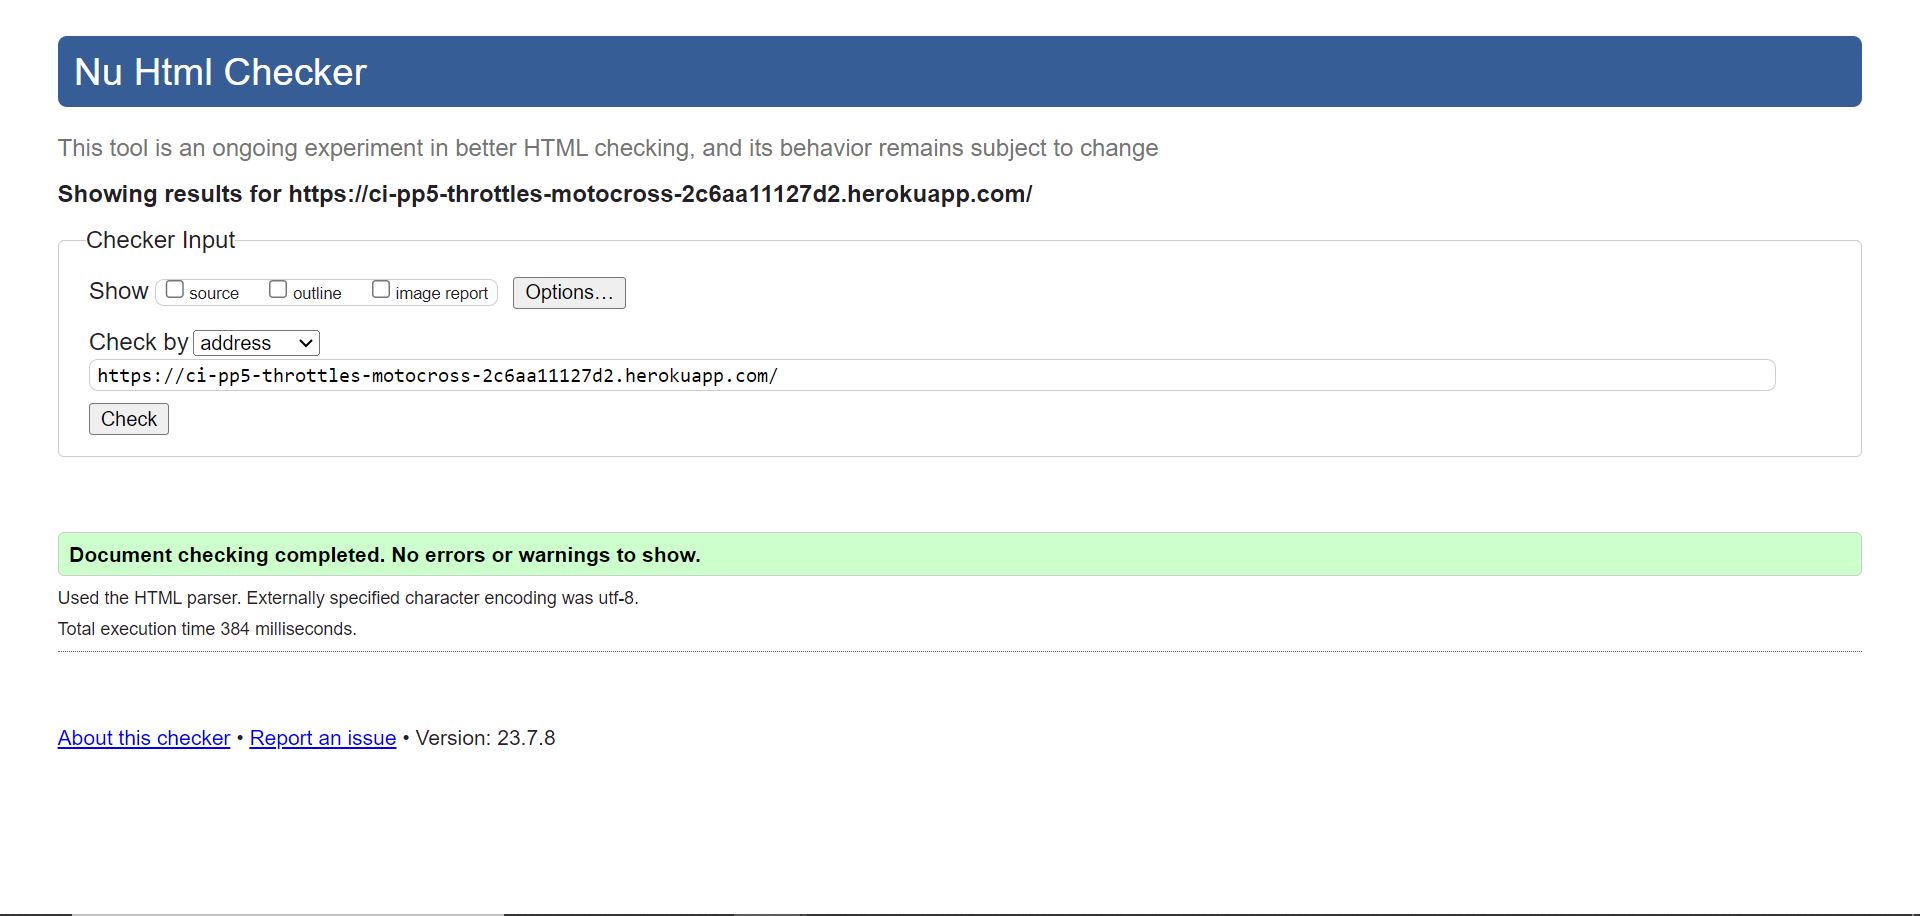 Nu Html Checker
This tool is an ongoing experiment in better HTML checking, and its behavior remains subject to change
Showing results for https://ci-pp5-throttles-motocross-2c6aa11127d2.herokuapp.com/
Checker Input
Show source outline image report Options...
Check by address
https://ci-pp5-throttles-motocross-2c6aa11127d2.herokuapp.com/
Check
Document checking completed. No errors or warnings to show.
Used the HTML parser. Externally specified character encoding was utf-8.
Total execution time 384 milliseconds.
About this checker • Report an issue • Version: 23.7.8